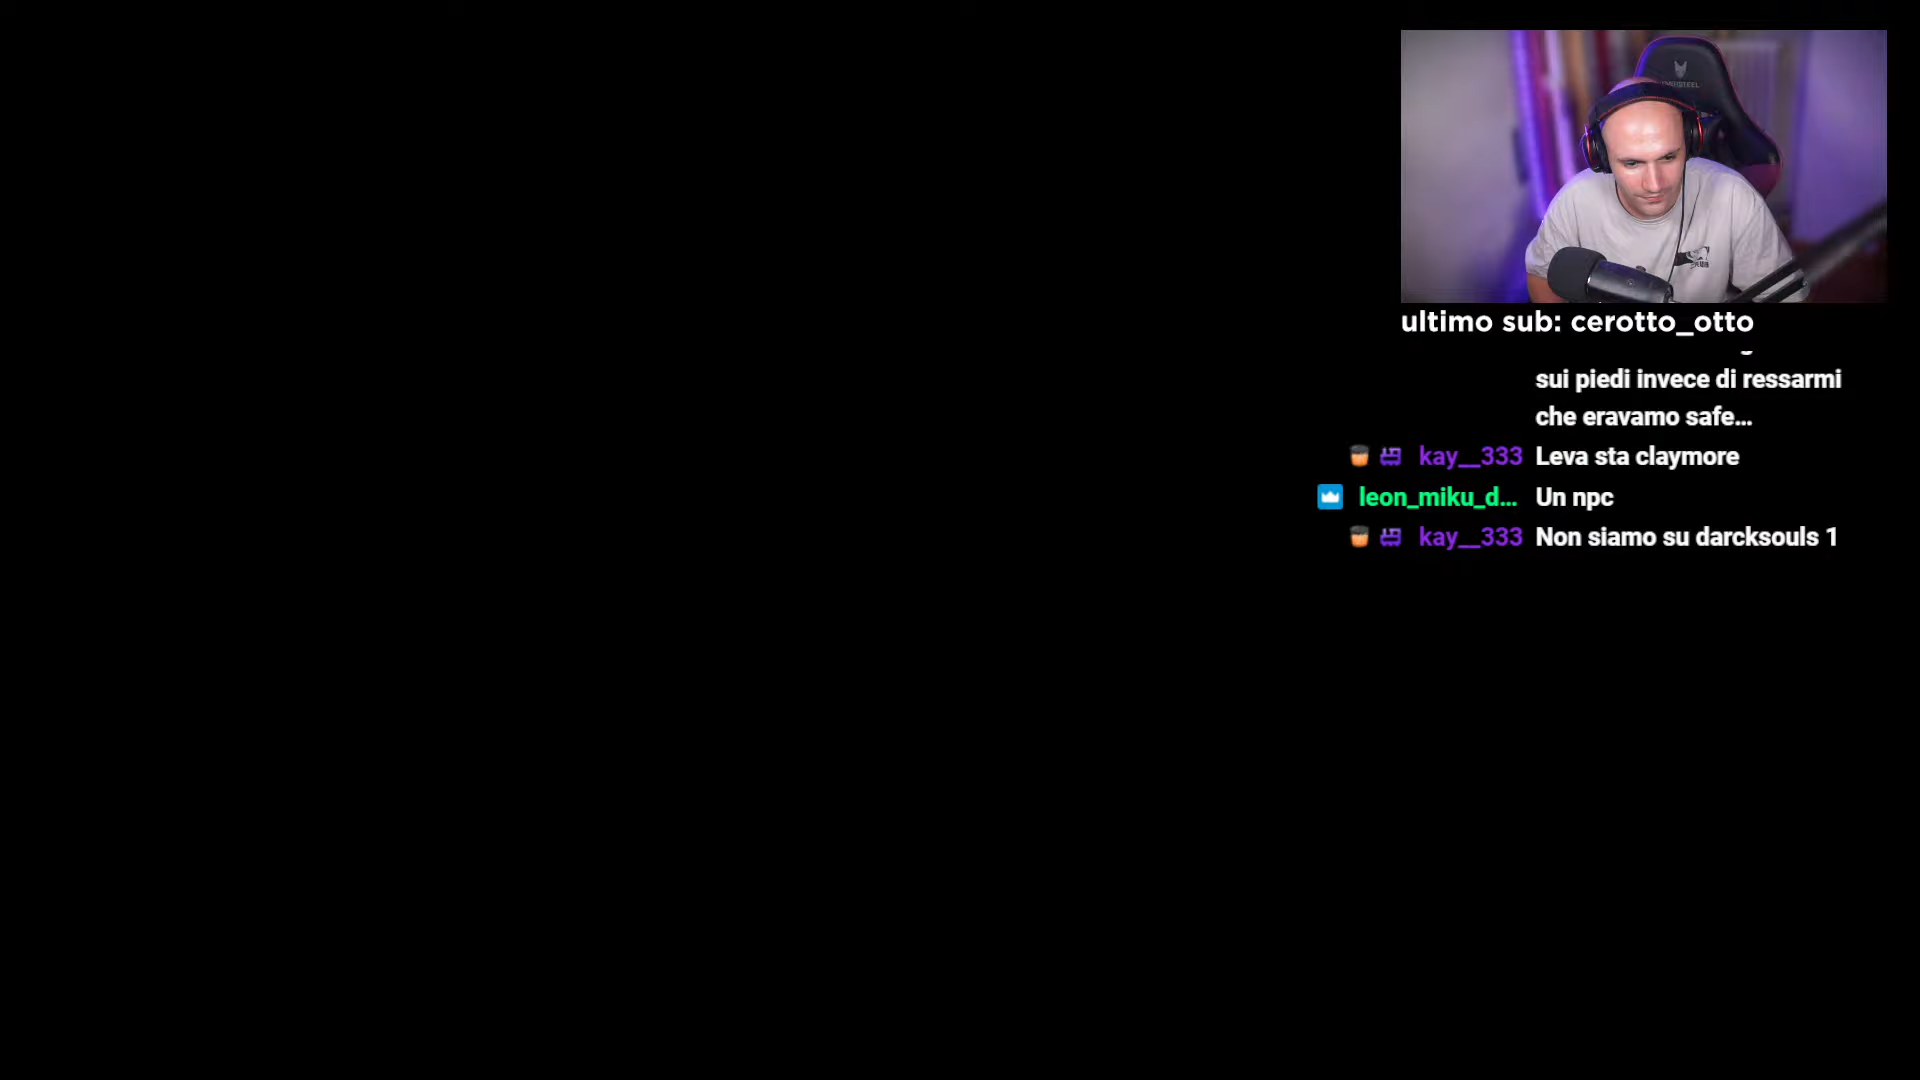 ultimo sub: cerotto_otto
sui piedi invece di ressarmi
che eravamo safe...
kay__333 Leva sta claymore
leon_miku_d... Un npc
kay__333 Non siamo su darcksouls 1